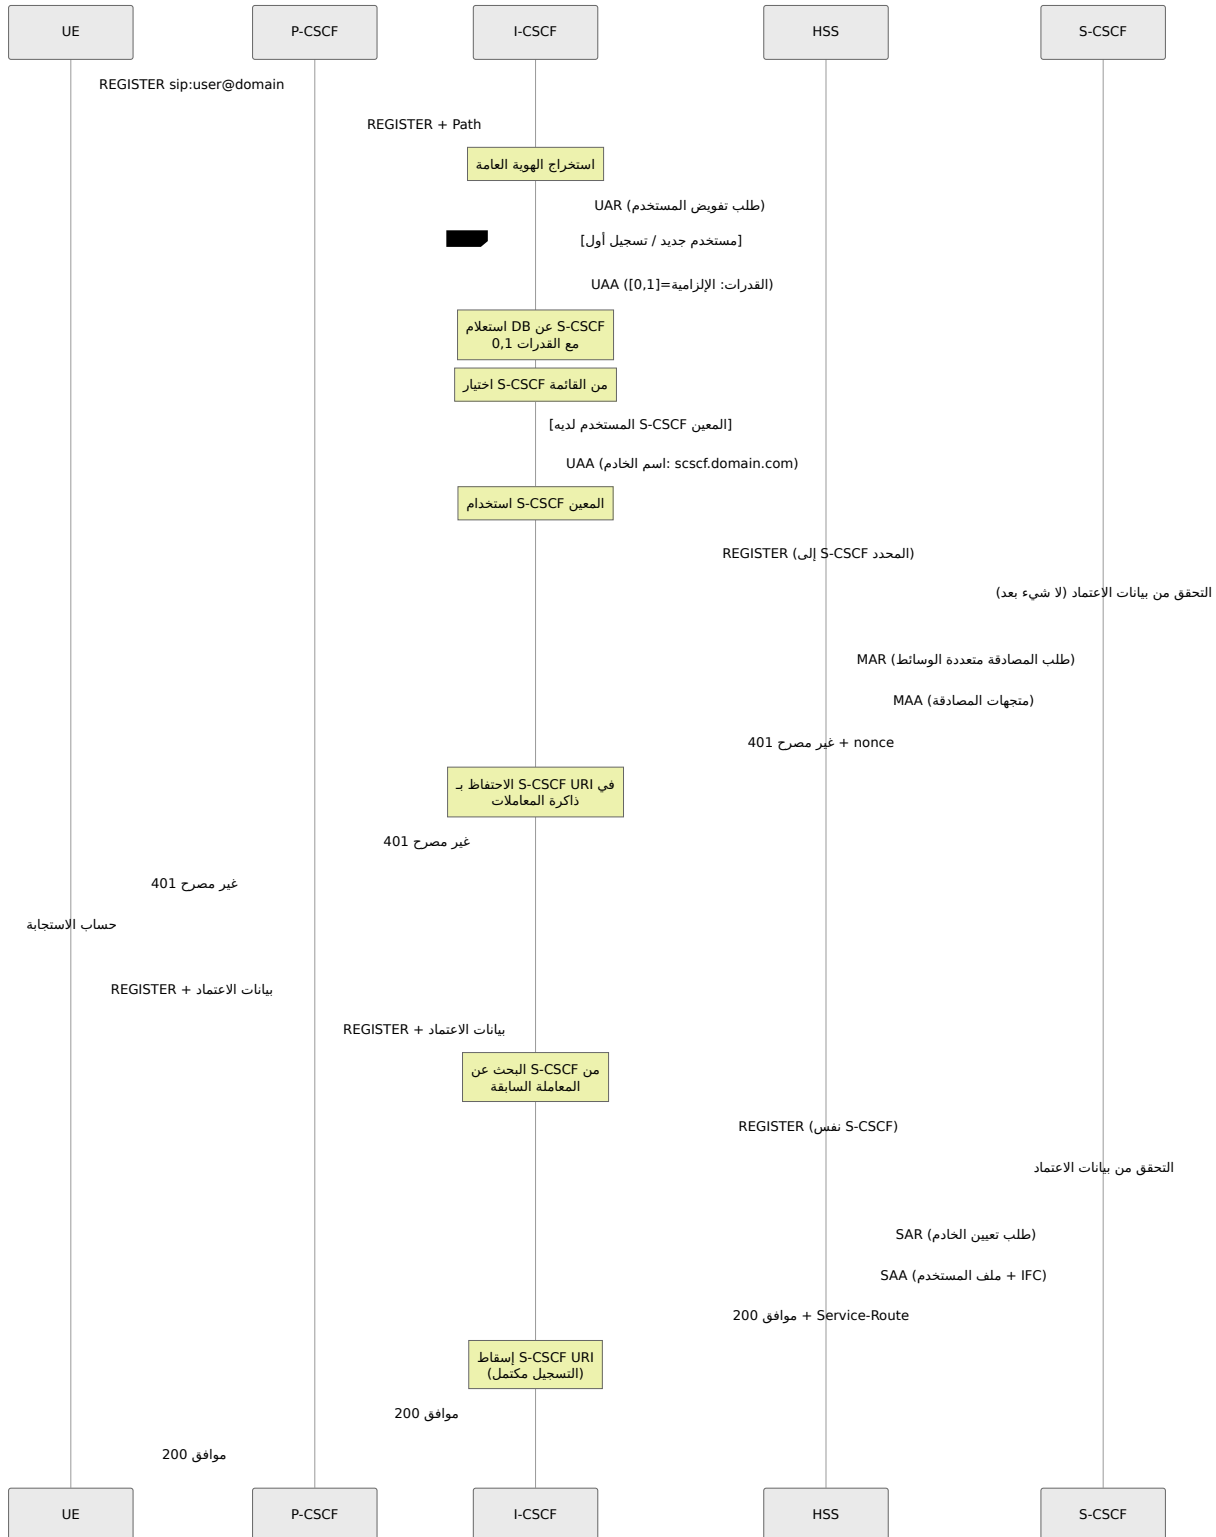 UE
P-CSCF
I-CSCF
HSS
S-CSCF
REGISTER sip:user@domain
REGISTER + Path
استخراج الهوية العامة
UAR (طلب تفويض المستخدم)
[مستخدم جديد / تسجيل أول]
UAA (القدرات: الإلزامية=[0,1])
استعلام DB عن S-CSCF
مع القدرات 0,1
اختيار S-CSCF من القائمة
[المستخدم لديه S-CSCF المعين]
UAA (اسم الخادم: scscf.domain.com)
استخدام S-CSCF المعين
REGISTER (إلى S-CSCF المحدد)
التحقق من بيانات الاعتماد (لا شيء بعد)
MAR (طلب المصادقة متعددة الوسائط)
MAA (متجهات المصادقة)
401 غير مصرح + nonce
الاحتفاظ بـ S-CSCF URI في
ذاكرة المعاملات
401 غير مصرح
401 غير مصرح
حساب الاستجابة
REGISTER + بيانات الاعتماد
REGISTER + بيانات الاعتماد
البحث عن S-CSCF من
المعاملة السابقة
REGISTER (نفس S-CSCF)
التحقق من بيانات الاعتماد
SAR (طلب تعيين الخادم)
SAA (ملف المستخدم + IFC)
200 موافق + Service-Route
إسقاط S-CSCF URI
(التسجيل مكتمل)
200 موافق
200 موافق
UE
P-CSCF
I-CSCF
HSS
S-CSCF